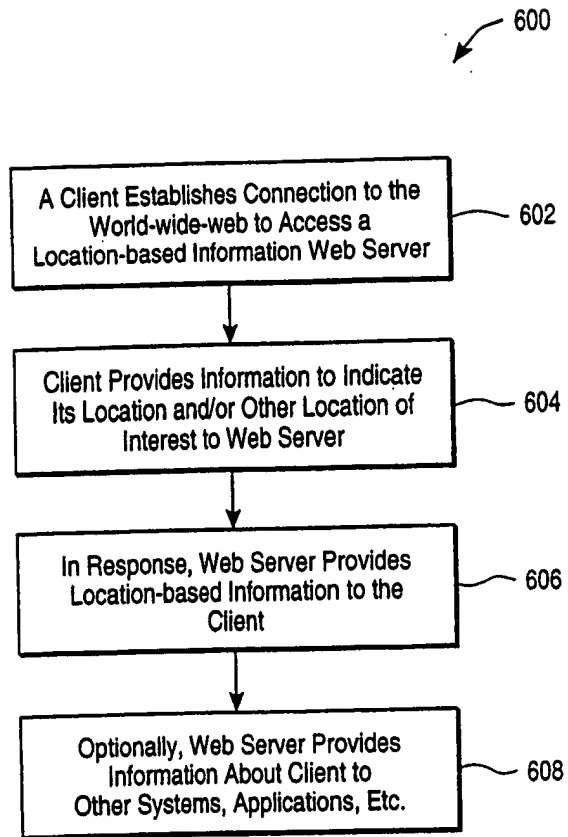 600
A Client Establishes Connection to the
World-wide-web to Access a
Location-based Information Web Server
602
Client Provides Information to Indicate
Its Location and/or Other Location of
Interest to Web Server
604
In Response, Web Server Provides
Location-based Information to the
Client
606
Optionally, Web Server Provides
Information About Client to
Other Systems, Applications, Etc.
608